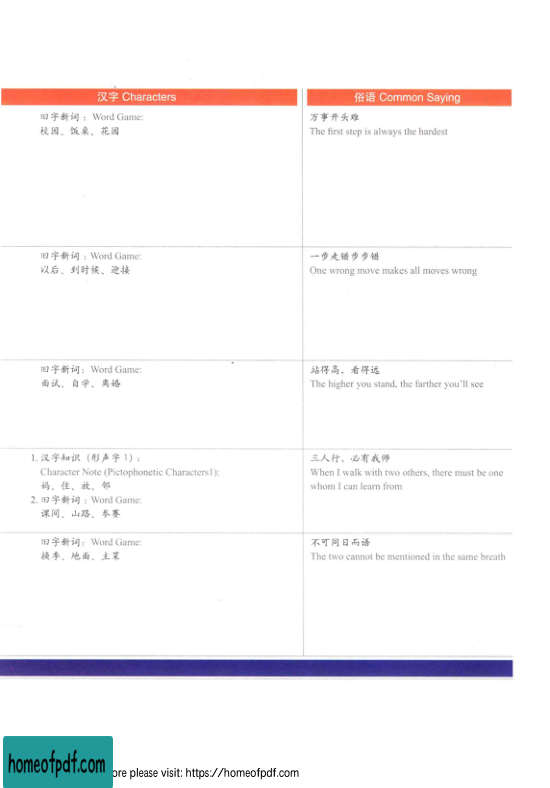 汉字 Characters
俗语 Common Saying
旧字新词：Word Game:
校园、饭桌、花园
万事开头难
The first step is always the hardest
旧字新词：Word Game:
以后、到时候、迎接
一步走错步步错
One wrong move makes all moves wrong
旧字新词：Word Game:
面试、自学、离婚
站得高，看得远
The higher you stand, the farther you'll see
1. 汉字知识（形声字 1）：
Character Note (Pictophonetic Characters1):
妈、住、放、邻
2. 旧字新词：Word Game:
课间、山路、参赛
三人行，必有我师
When I walk with two others, there must be one
whom I can learn from
旧字新词：Word Game:
换季、地面、主菜
不可同日而语
The two cannot be mentioned in the same breath
homeofpdf.com
ore please visit: https://homeofpdf.com